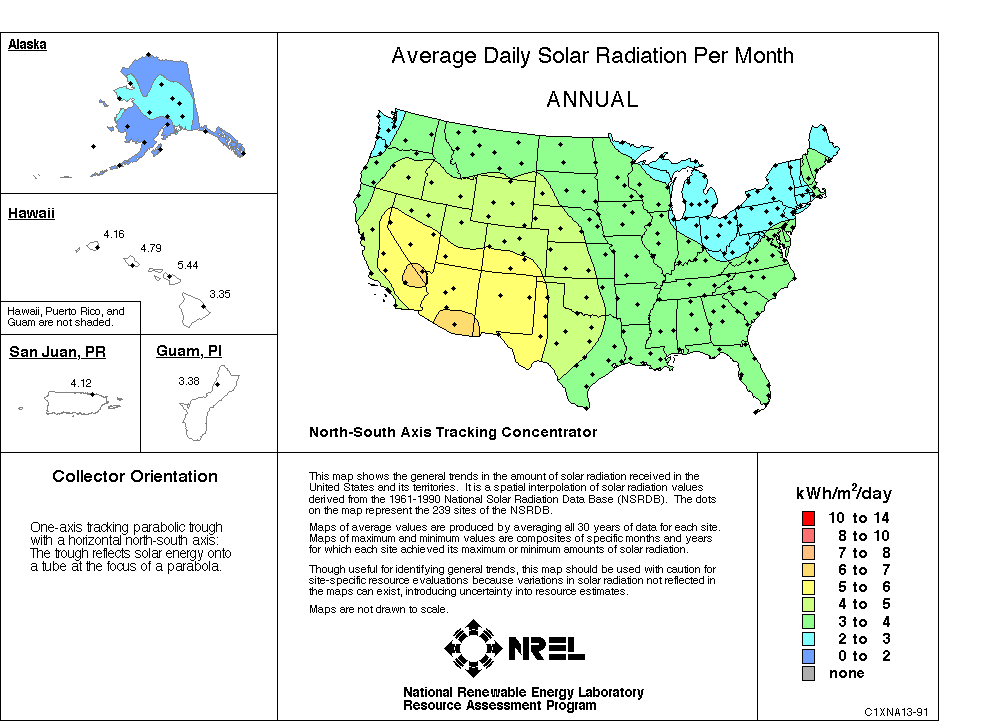 Alaska
Average Daily Solar Radiation Per Month
ANNUAL
Hawaii
4.16
4.79
5.44
3.35
Hawaii, Puerto Rico, and
Guam are not shaded.
San Juan, PR
4.12
Guam, PI
3.38
North-South Axis Tracking Concentrator
Collector Orientation
One-axis tracking parabolic trough
with a horizontal north-south axis:
The trough reflects solar energy onto
a tube at the focus of a parabola.
This map shows the general trends in the amount of solar radiation received in the
United States and its territories. It is a spatial interpolation of solar radiation values
derived from the 1961-1990 National Solar Radiation Data Base (NSRDB). The dots
on the map represent the 239 sites of the NSRDB.
Maps of average values are produced by averaging all 30 years of data for each site.
Maps of maximum and minimum values are composites of specific months and years
for which each site achieved its maximum or minimum amounts of solar radiation.
Though useful for identifying general trends, this map should be used with caution for
site-specific resource evaluations because variations in solar radiation not reflected in
the maps can exist, introducing uncertainty into resource estimates.
Maps are not drawn to scale.
NREL
National Renewable Energy Laboratory
Resource Assessment Program
kWh/m²/day
10 to 14
8 to 10
7 to 8
6 to 7
5 to 6
4 to 5
3 to 4
2 to 3
0 to 2
none
C1XNA13-91